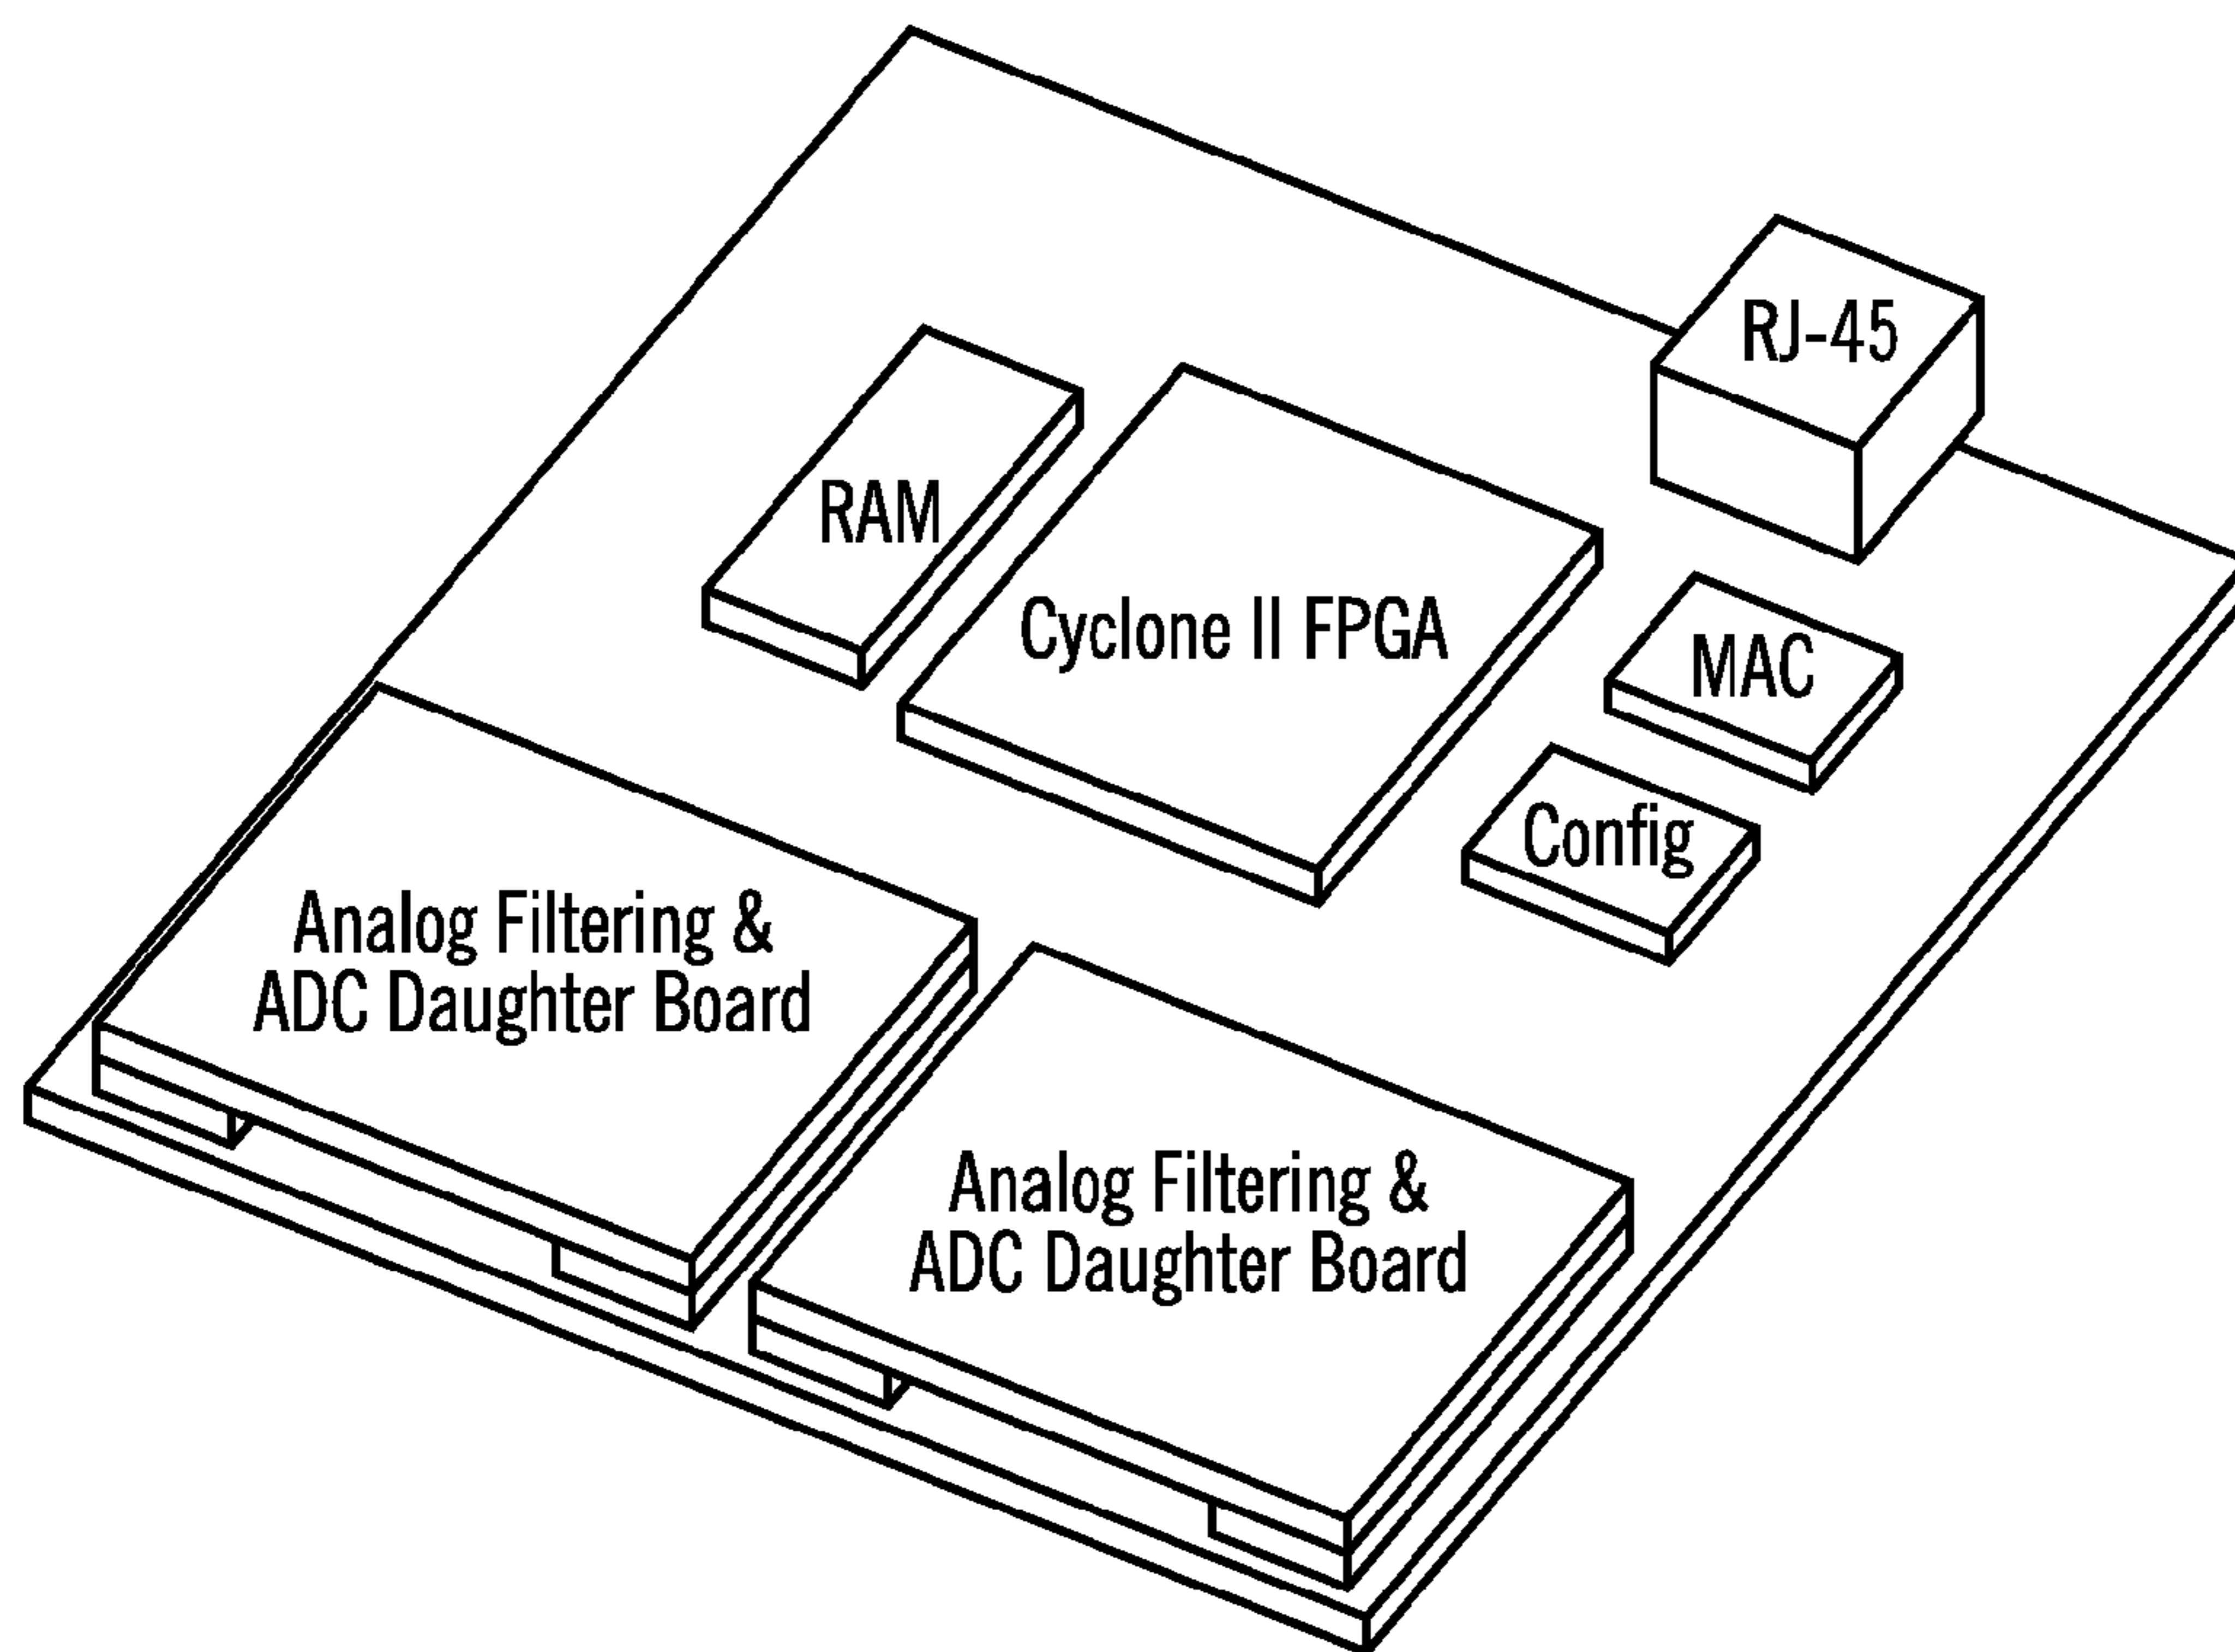 RJ-45
RAM
Cyclone II FPGA
MAC
Config
Analog Filtering &
ADC Daughter Board
Analog Filtering &
ADC Daughter Board